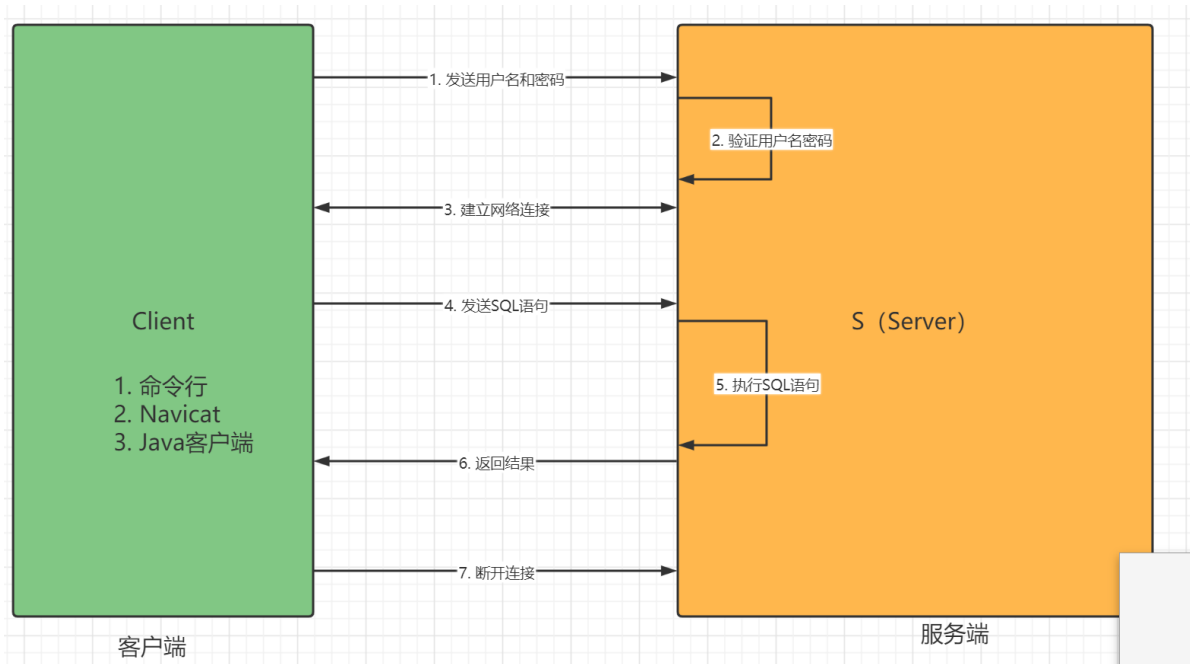 1. 发送用户名和密码
2. 验证用户名密码
3. 建立网络连接
4. 发送SQL语句
Client
S（Server）
1. 命令行
2. Navicat
3. Java客户端
5. 执行SQL语句
6. 返回结果
7. 断开连接
客户端
服务端